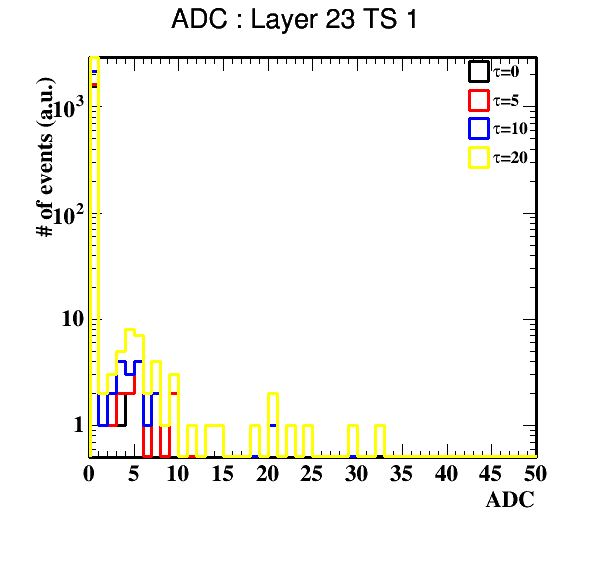 ADC : Layer 23 TS 1
# of events (a.u.)
10³
10²
10
1
τ=0
τ=5
τ=10
τ=20
0 5 10 15 20 25 30 35 40 45 50
ADC